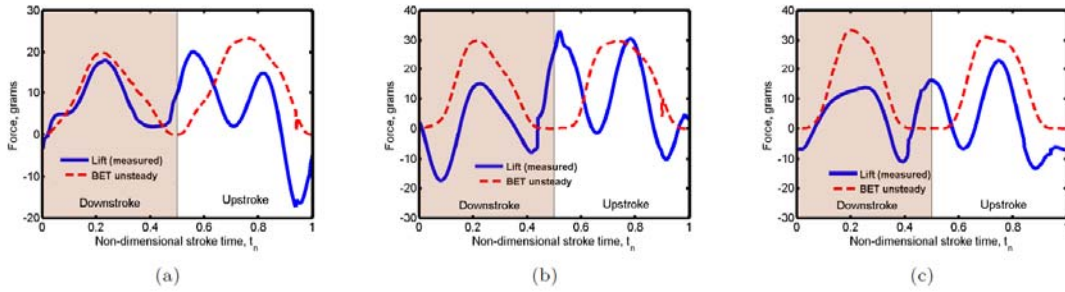 30
20
10
0
-10
-20
Force, grams
Lift (measured)
BET unsteady
Downstroke
Upstroke
0 0.2 0.4 0.6 0.8 1
Non-dimensional stroke time, tn
(a)
40
30
20
10
0
-10
-20
-30
Force, grams
Lift (measured)
BET unsteady
Downstroke
Upstroke
0 0.2 0.4 0.6 0.8 1
Non-dimensional stroke time, tn
(b)
40
30
20
10
0
-10
-20
-30
Force, grams
Lift (measured)
BET unsteady
Downstroke
Upstroke
0 0.2 0.4 0.6 0.8 1
Non-dimensional stroke time, tn
(c)